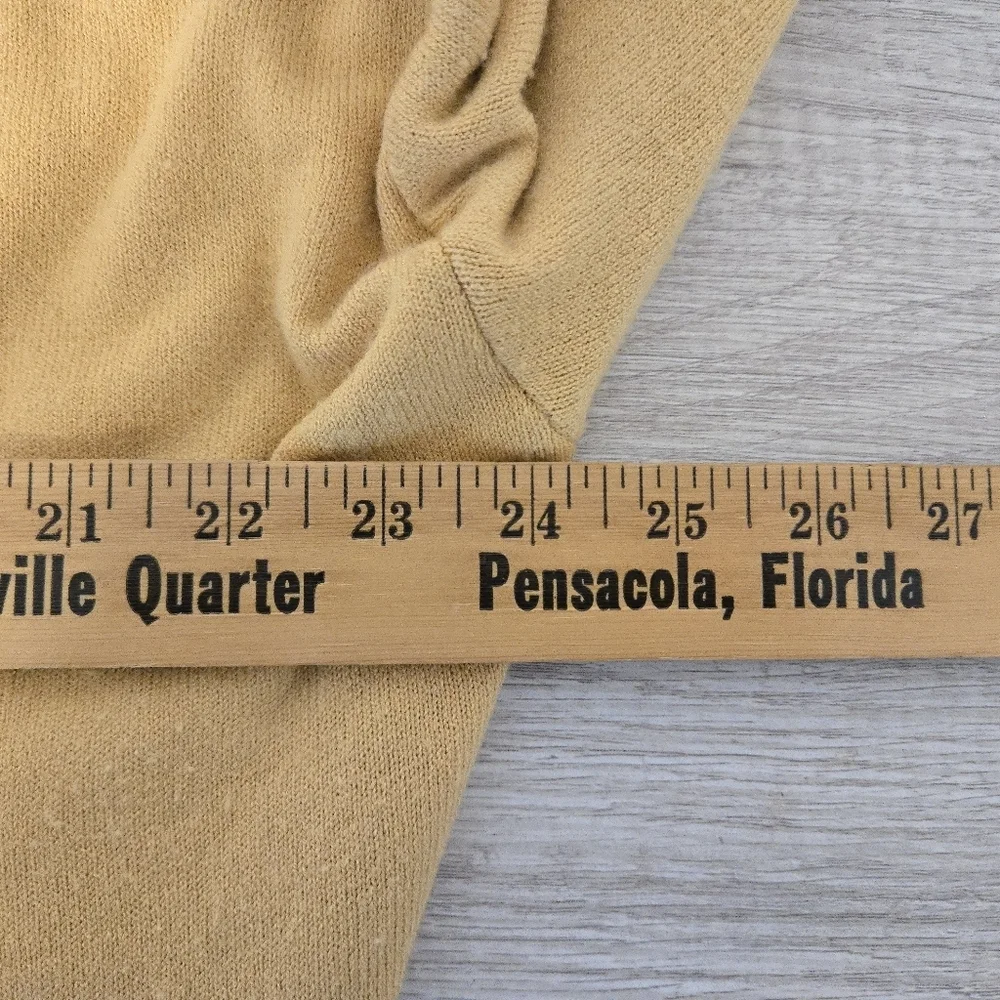 21 22 23 24 25 26 27
ville Quarter Pensacola, Florida